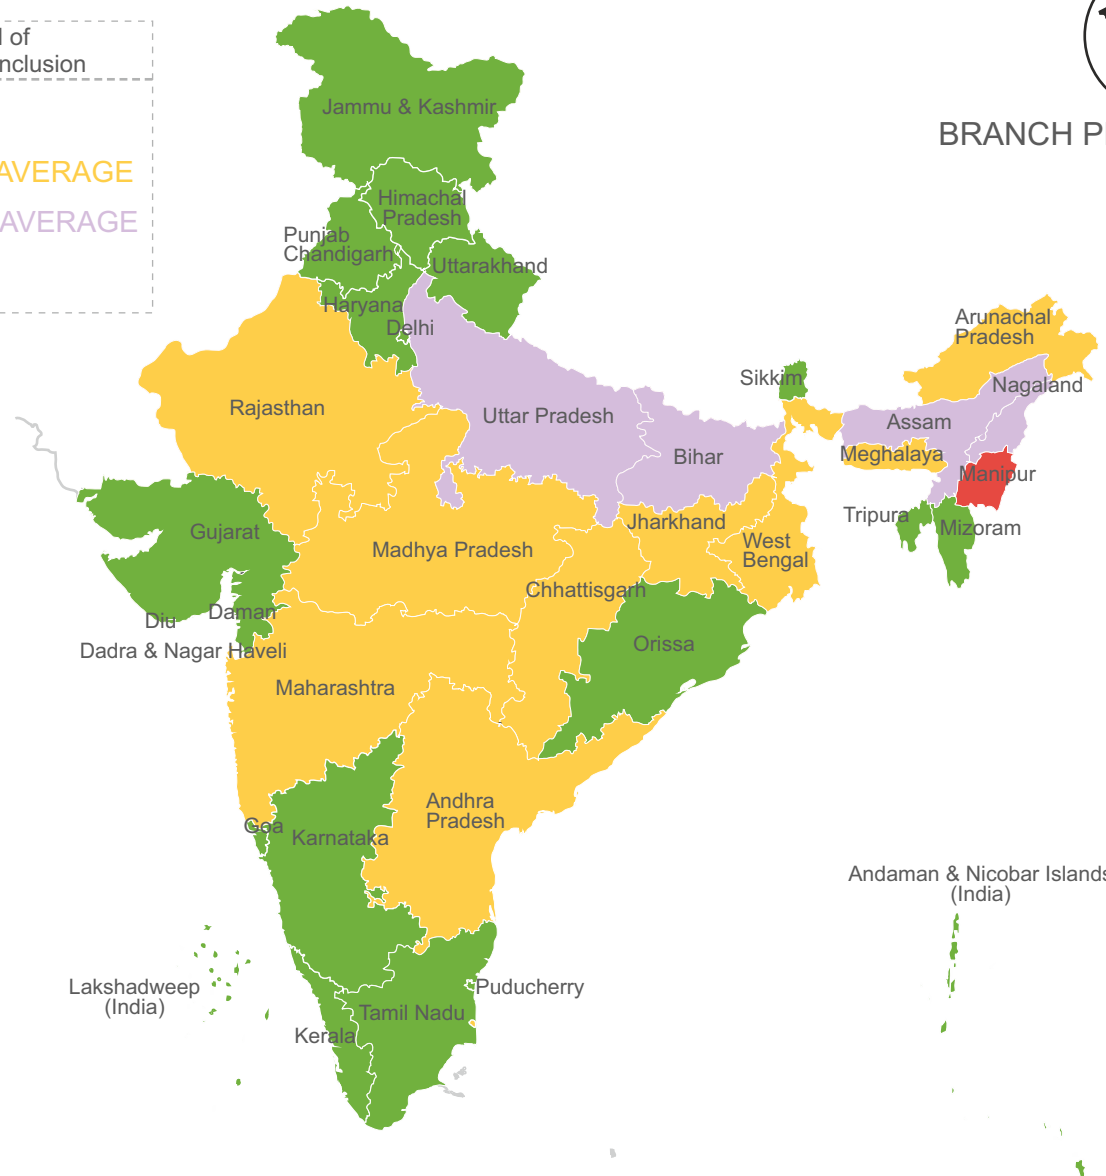 l of
nclusion
AVERAGE
AVERAGE
BRANCH P
Jammu & Kashmir
Himachal
Pradesh
Punjab
Chandigarh
Uttarakhand
Haryana
Delhi
Arunachal
Pradesh
Sikkim
Nagaland
Rajasthan
Uttar Pradesh
Assam
Bihar
Meghalaya
Manipur
Tripura
Mizoram
Gujarat
Jharkhand
Madhya Pradesh
West
Bengal
Chhattisgarh
Diu
Daman
Dadra & Nagar Haveli
Orissa
Maharashtra
Andhra
Pradesh
Goa
Karnataka
Andaman & Nicobar Islands
(India)
Lakshadweep
(India)
Puducherry
Tamil Nadu
Kerala